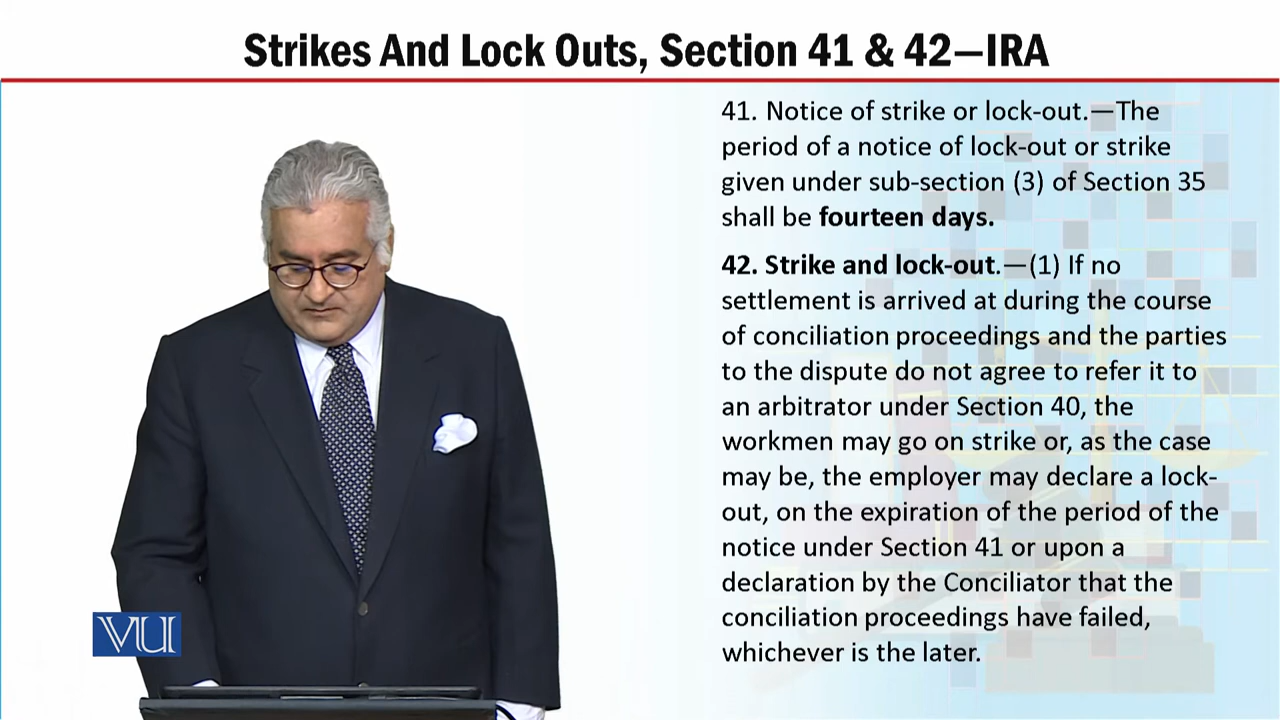 Strikes And Lock Outs, Section 41 & 42—IRA
41. Notice of strike or lock-out.—The
period of a notice of lock-out or strike
given under sub-section (3) of Section 35
shall be fourteen days.
42. Strike and lock-out.—(1) If no
settlement is arrived at during the course
of conciliation proceedings and the parties
to the dispute do not agree to refer it to
an arbitrator under Section 40, the
workmen may go on strike or, as the case
may be, the employer may declare a lock-
out, on the expiration of the period of the
notice under Section 41 or upon a
declaration by the Conciliator that the
conciliation proceedings have failed,
whichever is the later.
VU